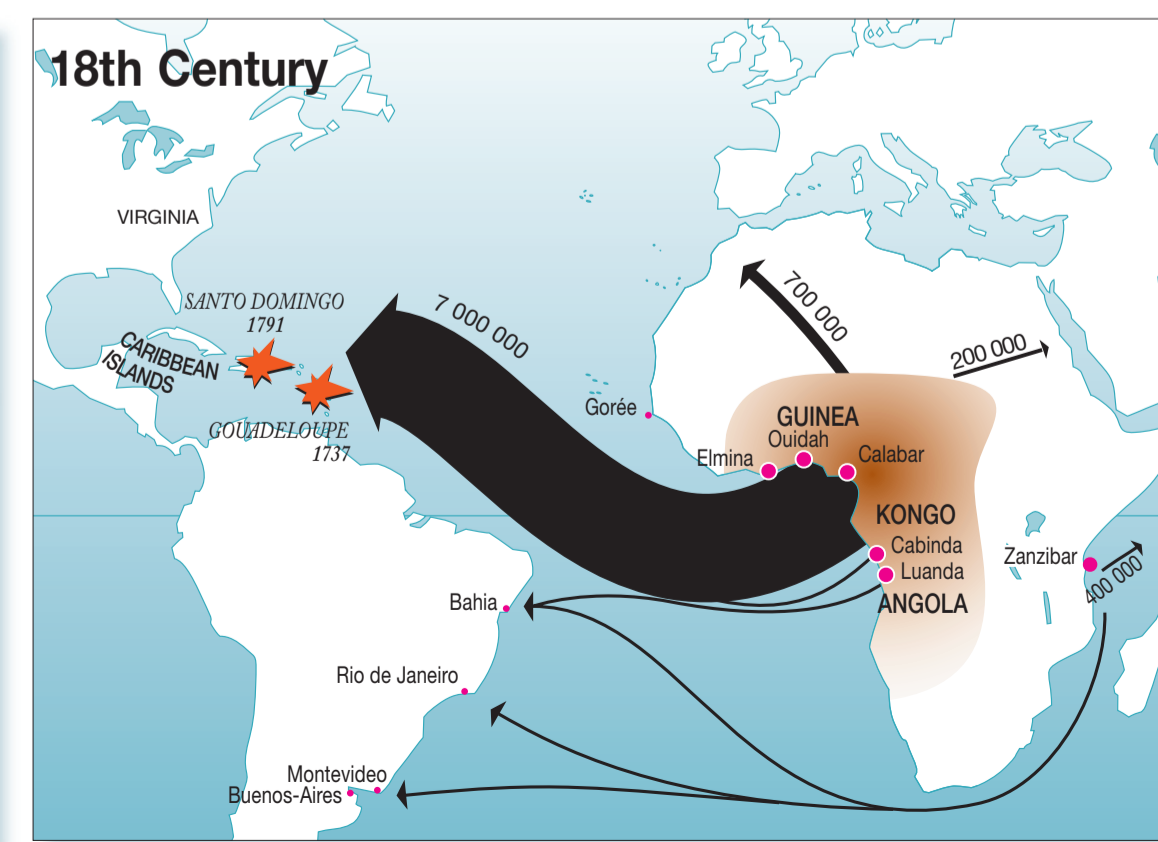 18th Century
VIRGINIA
SANTO DOMINGO
1791
CARIBBEAN
ISLANDS
GOUADELOUPE
1737
7 000 000
700 000
200 000
Gorée
GUINEA
Ouidah
Elmina
Calabar
KONGO
Cabinda
Luanda
ANGOLA
Zanzibar
400 000
Bahia
Rio de Janeiro
Montevideo
Buenos-Aires